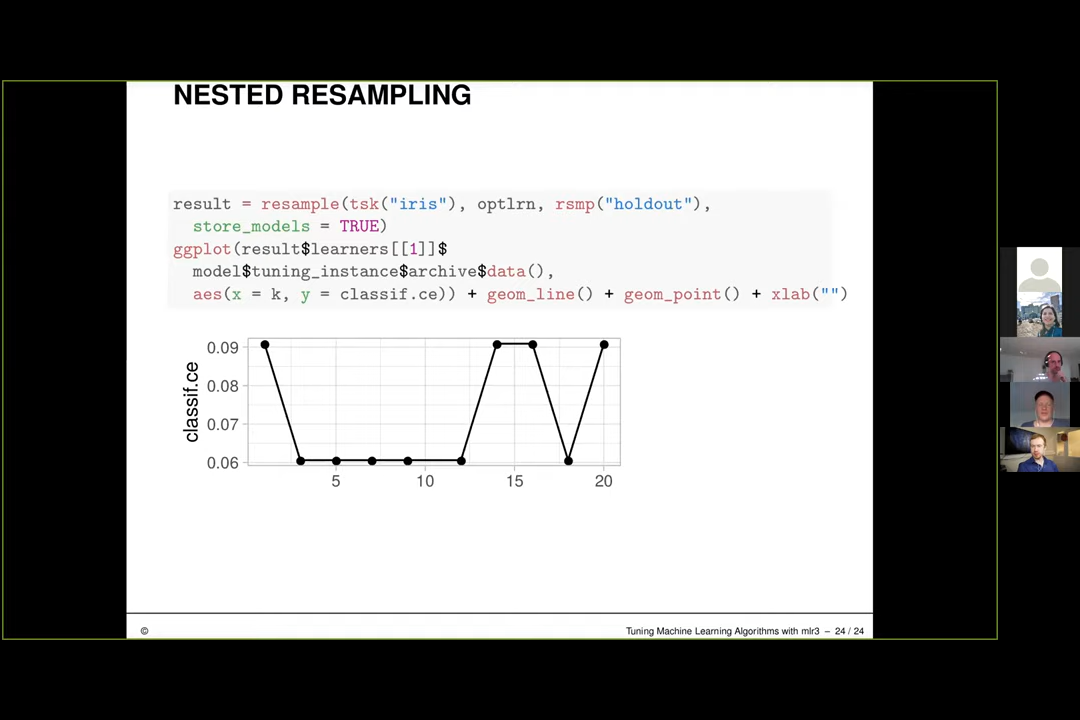 NESTED RESAMPLING
result = resample(tsk("iris"), optlrn, rsmp("holdout"),
store_models = TRUE)
ggplot(result$learners[[1]]$
model$tuning_instance$archive$data(),
aes(x = k, y = classif.ce)) + geom_line() + geom_point() + xlab("")
classif.ce
0.09
0.08
0.07
0.06
5 10 15 20
© Tuning Machine Learning Algorithms with mlr3 – 24 / 24